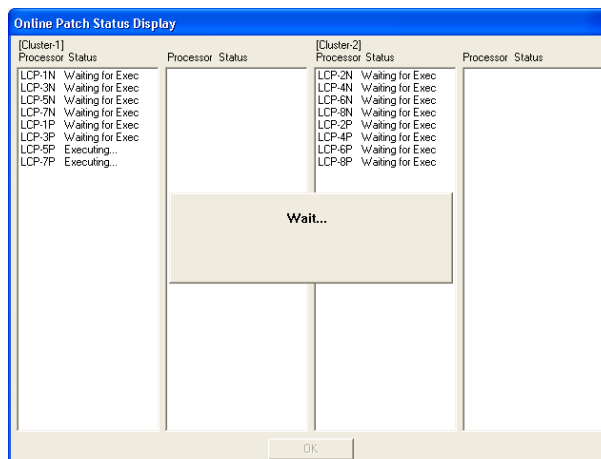 Online Patch Status Display
[Cluster-1]
Processor Status
LCP-1N Waiting for Exec
LCP-3N Waiting for Exec
LCP-5N Waiting for Exec
LCP-7N Waiting for Exec
LCP-1P Waiting for Exec
LCP-3P Waiting for Exec
LCP-5P Executing...
LCP-7P Executing...
Processor Status
[Cluster-2]
Processor Status
LCP-2N Waiting for Exec
LCP-4N Waiting for Exec
LCP-6N Waiting for Exec
LCP-8N Waiting for Exec
LCP-2P Waiting for Exec
LCP-4P Waiting for Exec
LCP-6P Waiting for Exec
LCP-8P Waiting for Exec
Processor Status
Wait...
OK